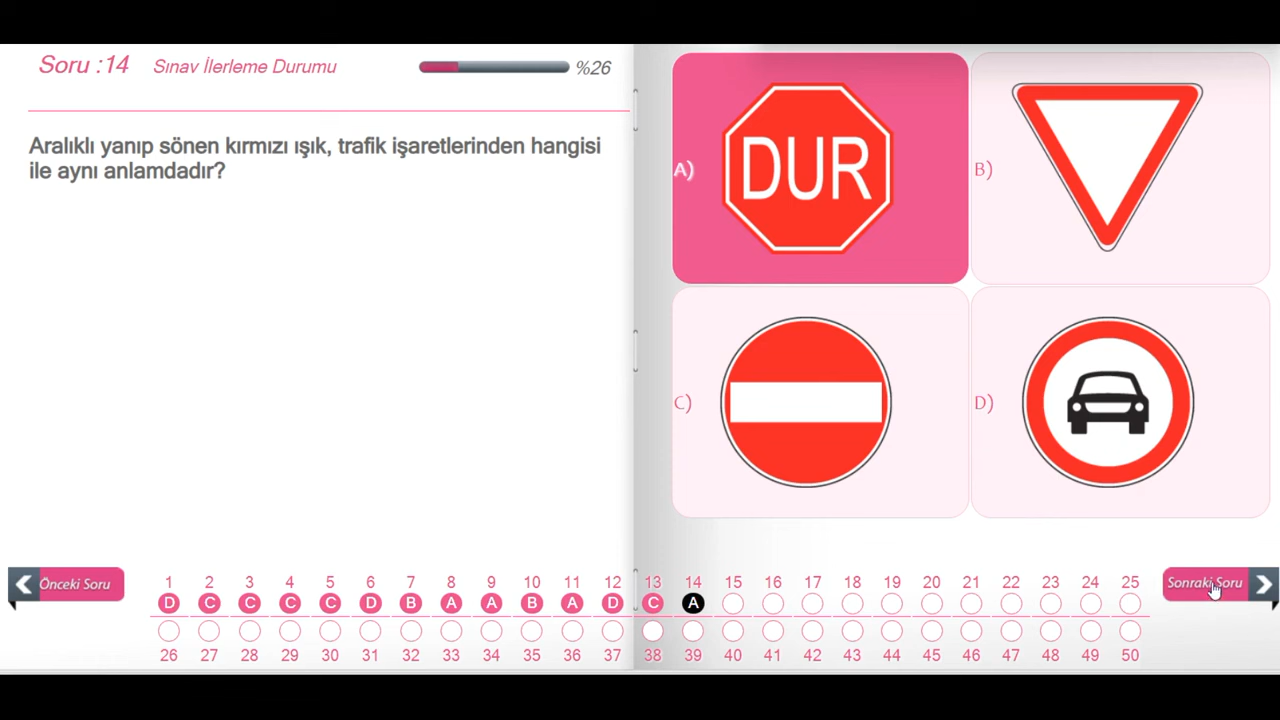 Soru :14 Sınav İlerleme Durumu %26
Aralıklı yanıp sönen kırmızı ışık, trafik işaretlerinden hangisi
ile aynı anlamdadır?
A) DUR
B)
C)
D)
Önceki Soru
1 2 3 4 5 6 7 8 9 10 11 12 13 14 15 16 17 18 19 20 21 22 23 24 25
D C C C C D B A A B A D C A
26 27 28 29 30 31 32 33 34 35 36 37 38 39 40 41 42 43 44 45 46 47 48 49 50
Sonraki Soru